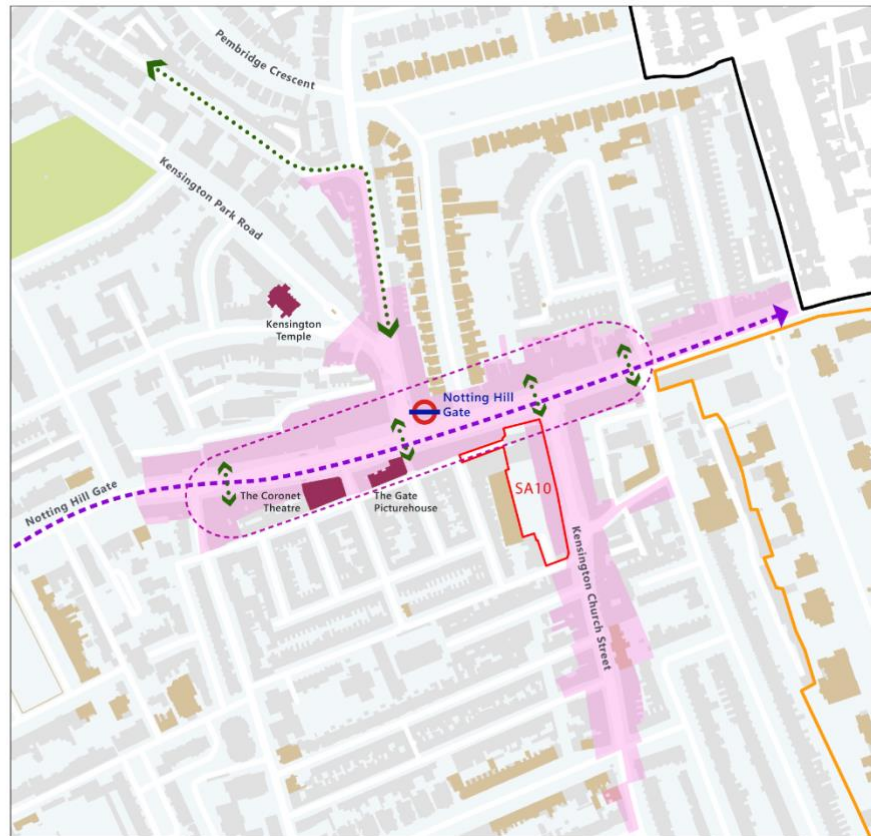 Pembridge Crescent
Kensington Park Road
Kensington
Temple
Notting Hill
Gate
Notting Hill Gate
The Coronet
Theatre
The Gate
Picturehouse
SA10
Kensington Church Street